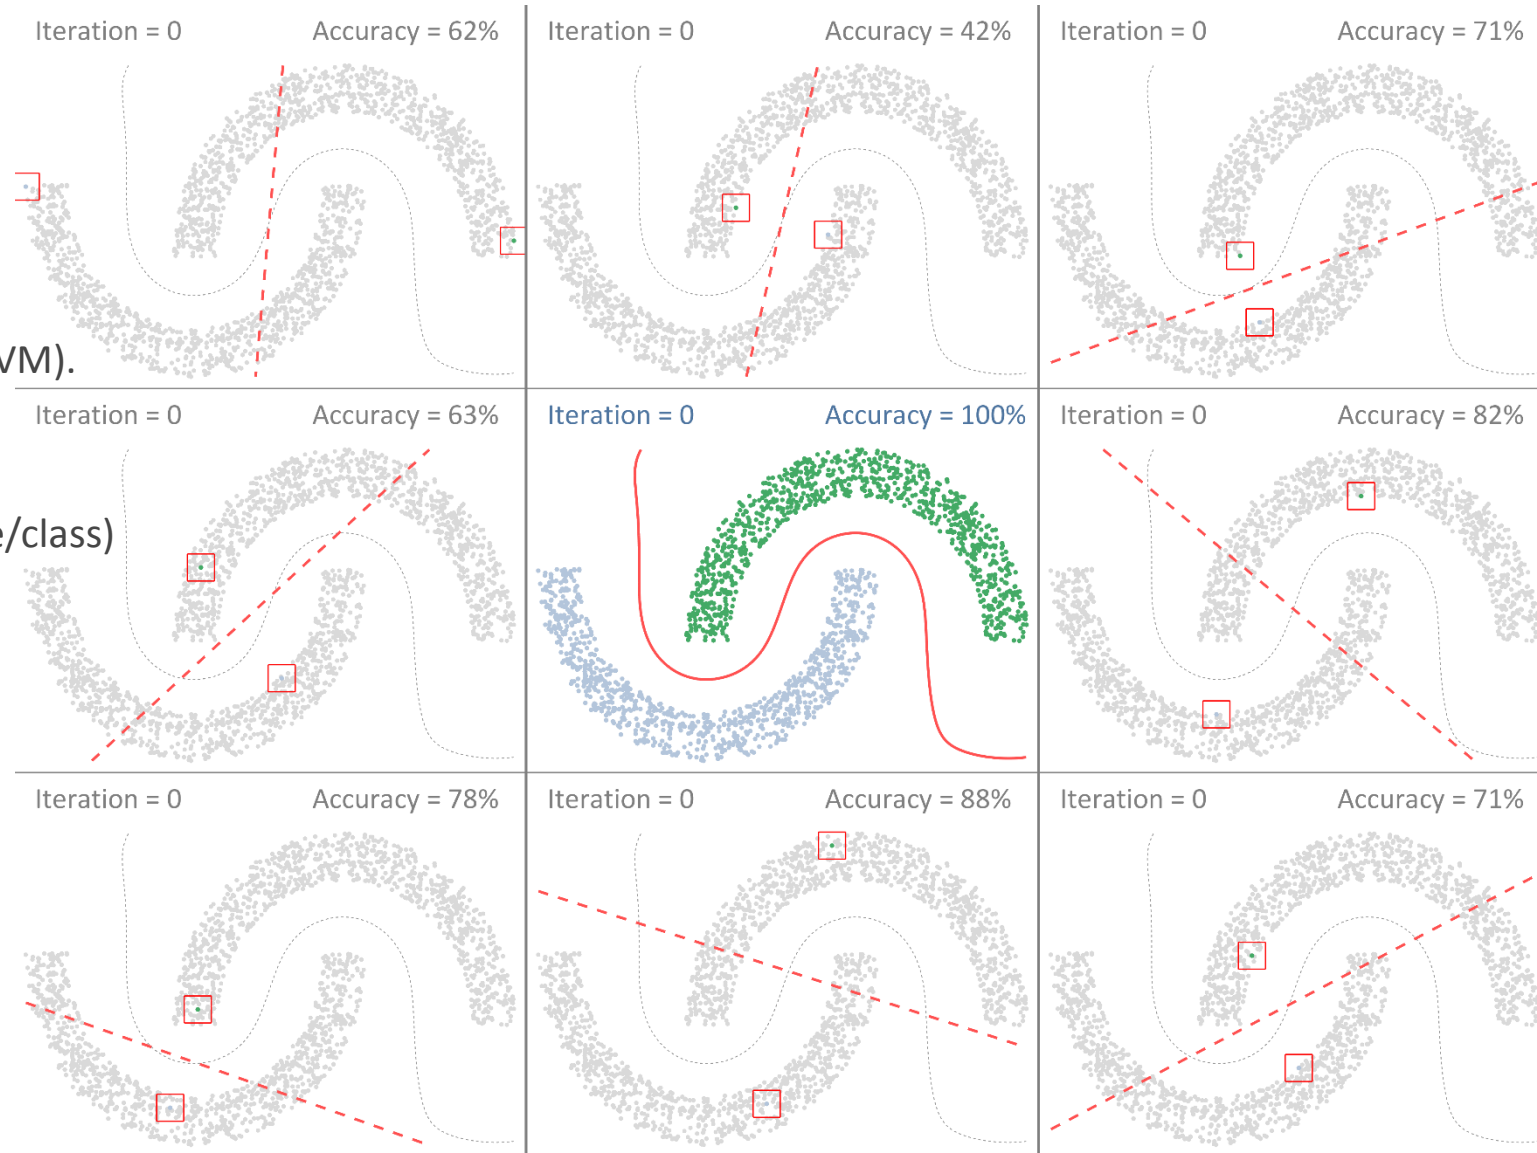 Iteration = 0 Accuracy = 62%
Iteration = 0 Accuracy = 42%
Iteration = 0 Accuracy = 71%
VM).
Iteration = 0 Accuracy = 63%
Iteration = 0 Accuracy = 100%
Iteration = 0 Accuracy = 82%
e/class)
Iteration = 0 Accuracy = 78%
Iteration = 0 Accuracy = 88%
Iteration = 0 Accuracy = 71%